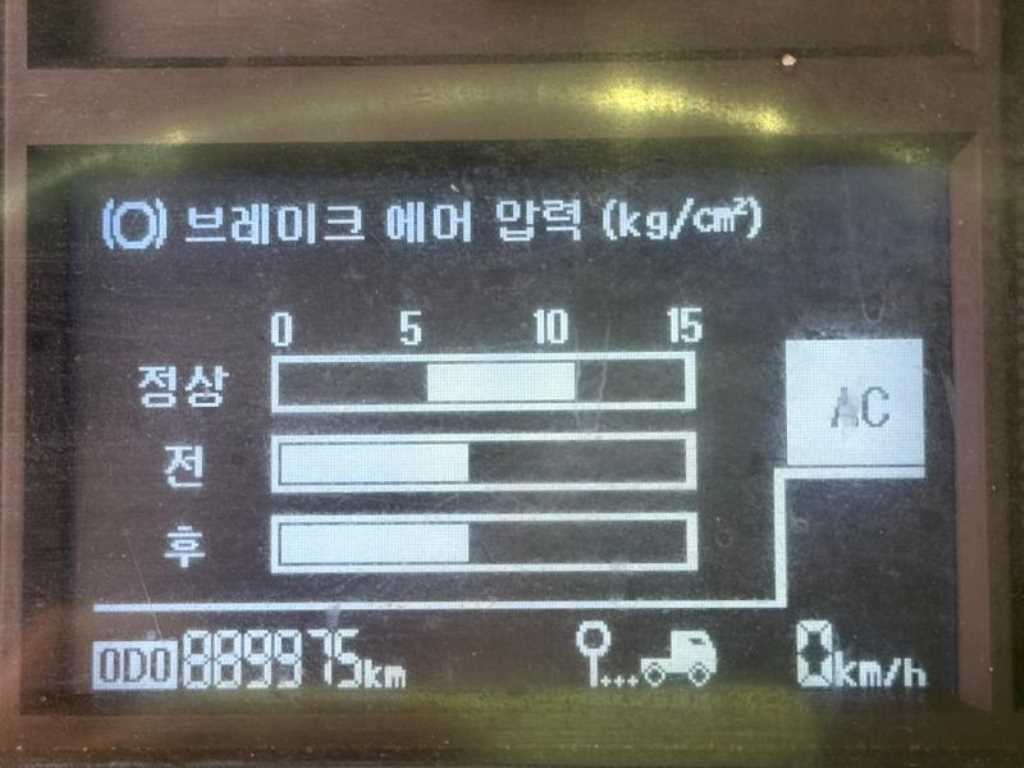 브레이크 에어 압력 (kg/cm²)
0 5 10 15
정상
전
AC
후
ODO 889975km
0km/h